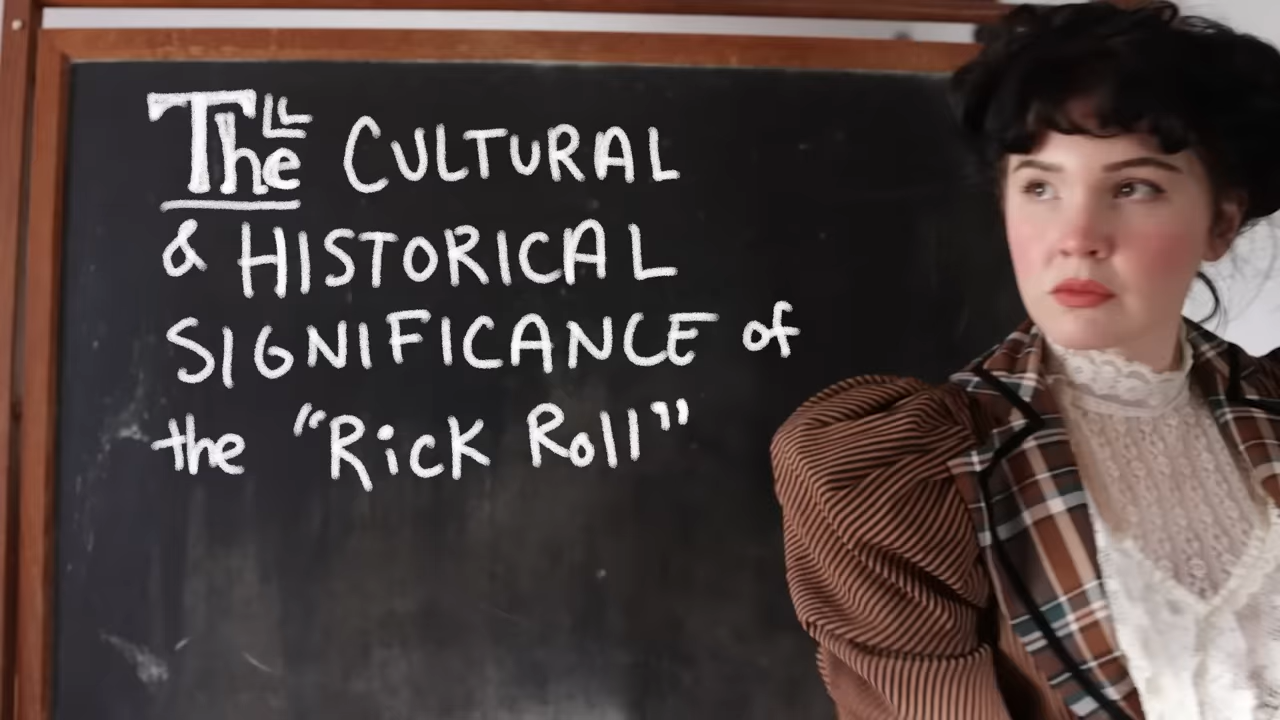 The CULTURAL
& HISTORICAL
SIGNIFICANCE of
the "Rick Roll"